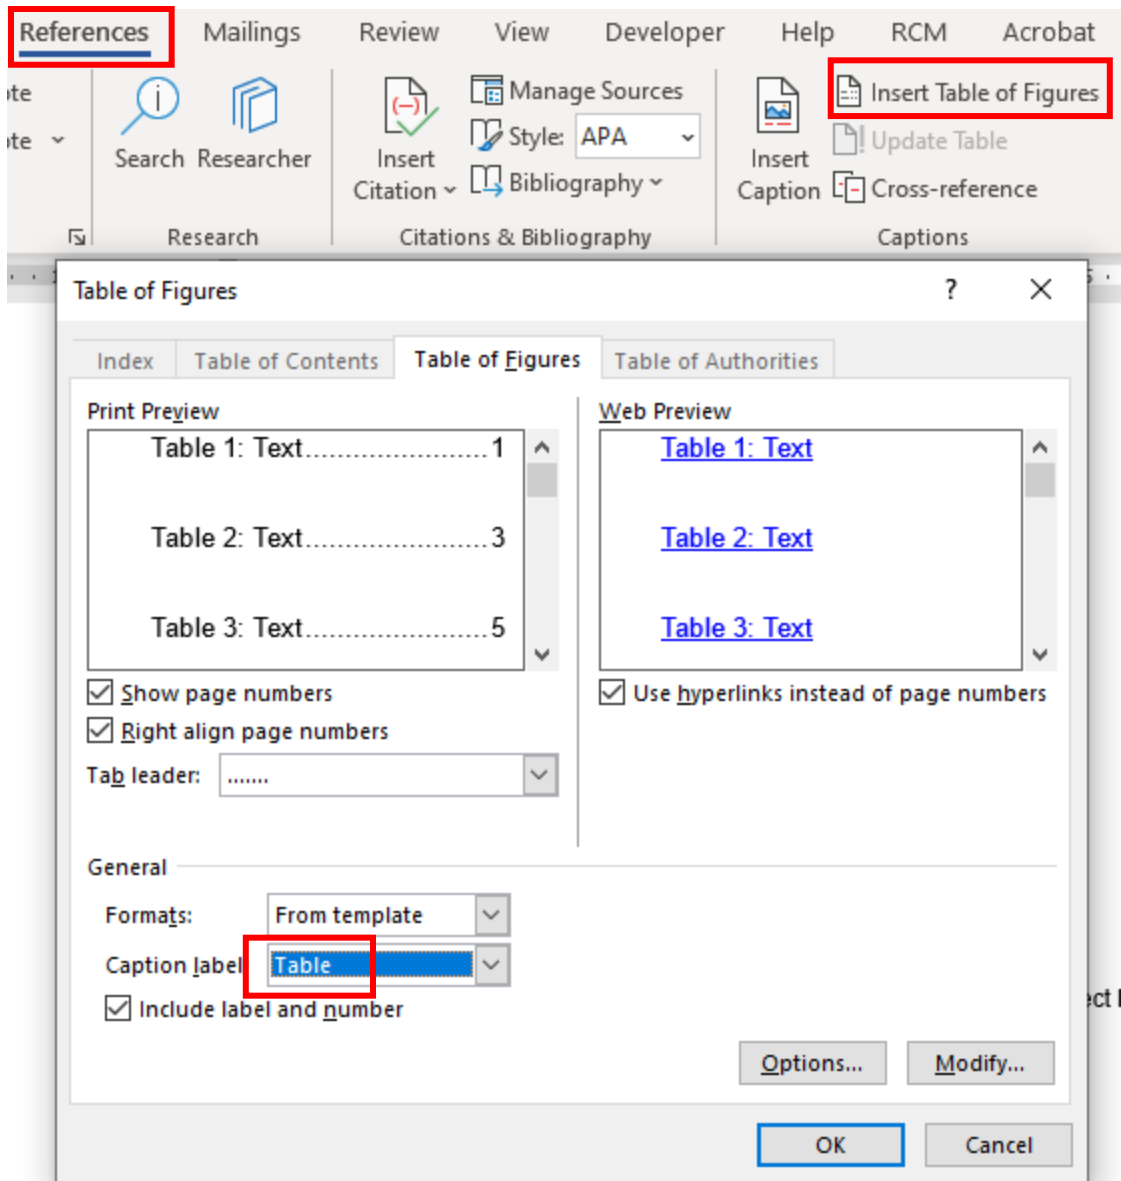 References Mailings Review View Developer Help RCM Acrobat
ote
ote
Search Researcher
Research
Insert
Citation
Manage Sources
Style: APA
Bibliography
Citations & Bibliography
Insert
Caption
Insert Table of Figures
Update Table
Cross-reference
Captions
Table of Figures ?
Index Table of Contents Table of Figures Table of Authorities
Print Preview
Table 1: Text........................1
Table 2: Text........................3
Table 3: Text........................5
Show page numbers
Right align page numbers
Tab leader: .......
Web Preview
Table 1: Text
Table 2: Text
Table 3: Text
Use hyperlinks instead of page numbers
General
Formats: From template
Caption label Table
Include label and number
ect
Options... Modify...
OK Cancel